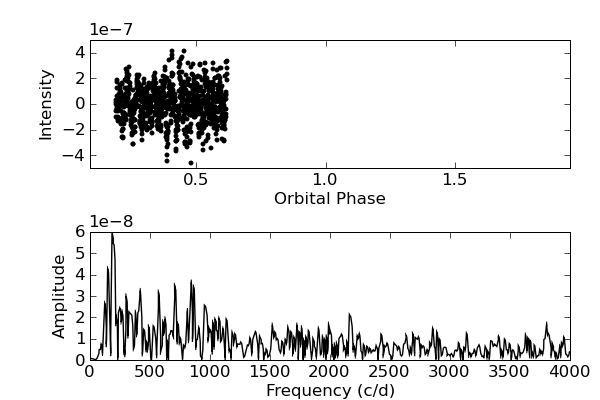 1e−7
4
2
0
−2
−4
Intensity
0.5 1.0 1.5
Orbital Phase
1e−8
6
5
4
3
2
1
0
Amplitude
0 500 1000 1500 2000 2500 3000 3500 4000
Frequency (c/d)